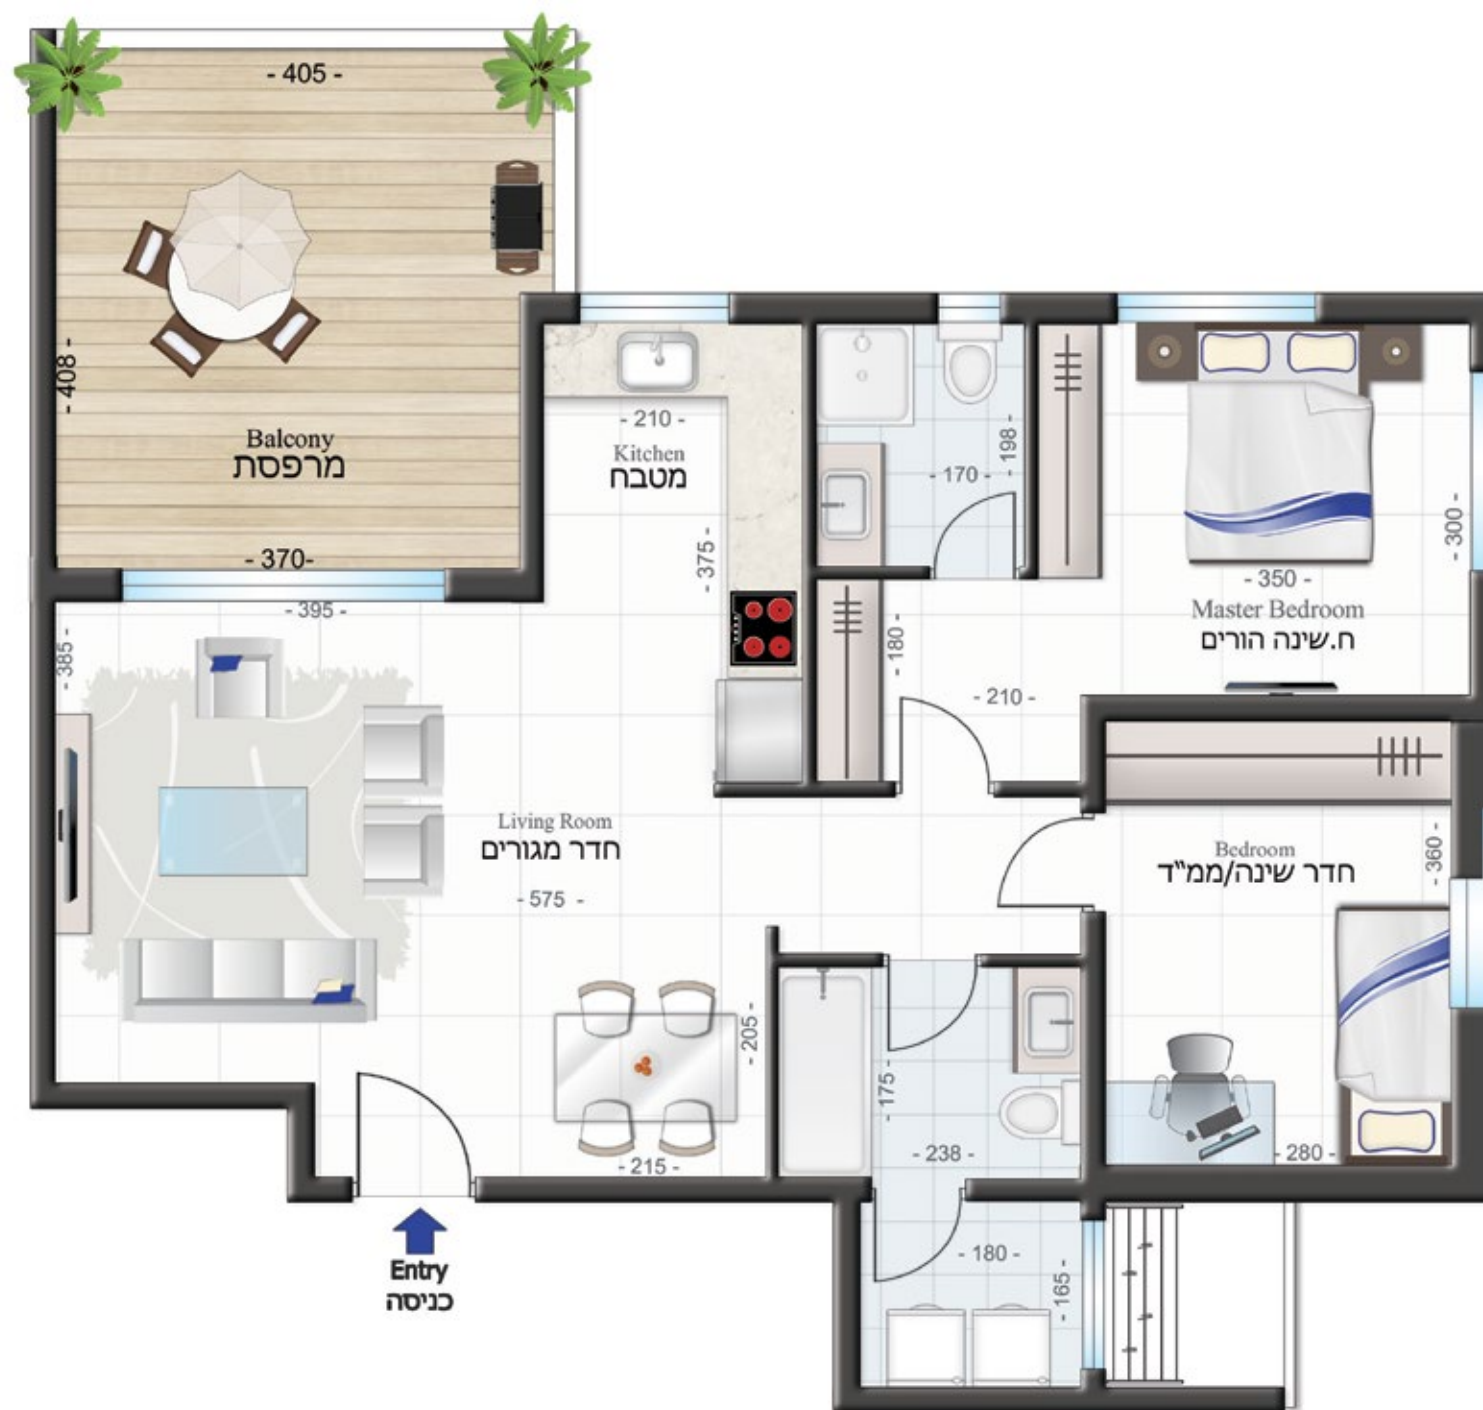 - 405 -
- 408 -
Balcony
מרפסת
- 370-
- 210 -
Kitchen
מטבח
- 375 -
- 170 -
- 198 -
- 300 -
- 350 -
Master Bedroom
ח.שינה הורים
- 180 -
- 210 -
- 395 -
- 385 -
Living Room
חדר מגורים
- 575 -
Bedroom
חדר שינה/ממ"ד
- 360 -
- 205 -
- 215 -
- 175 -
- 238 -
- 280 -
- 180 -
- 165 -
Entry
כניסה